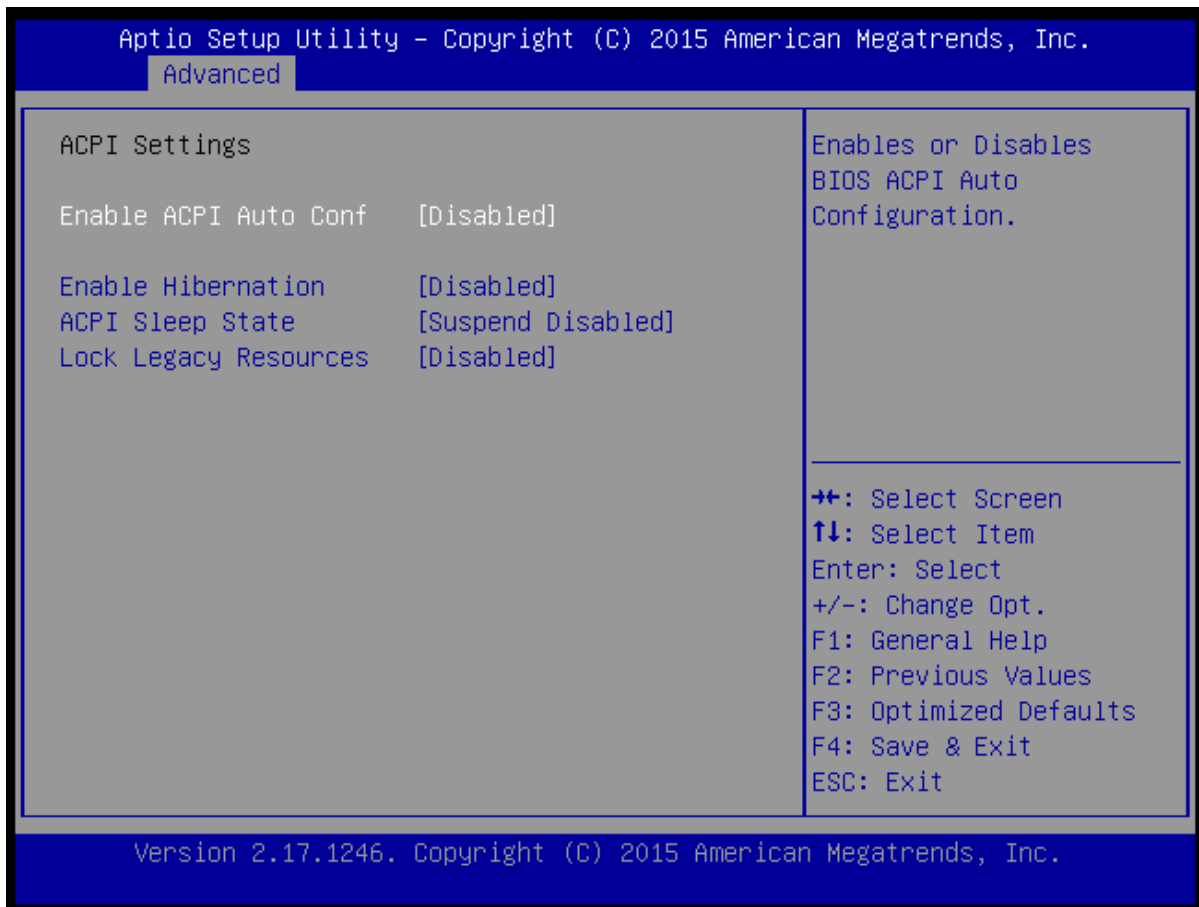 Aptio Setup Utility – Copyright (C) 2015 American Megatrends, Inc.
Advanced
ACPI Settings
Enable ACPI Auto Conf [Disabled]
Enable Hibernation [Disabled]
ACPI Sleep State [Suspend Disabled]
Lock Legacy Resources [Disabled]
Enables or Disables
BIOS ACPI Auto
Configuration.
→←: Select Screen
↑↓: Select Item
Enter: Select
+/-: Change Opt.
F1: General Help
F2: Previous Values
F3: Optimized Defaults
F4: Save & Exit
ESC: Exit
Version 2.17.1246. Copyright (C) 2015 American Megatrends, Inc.